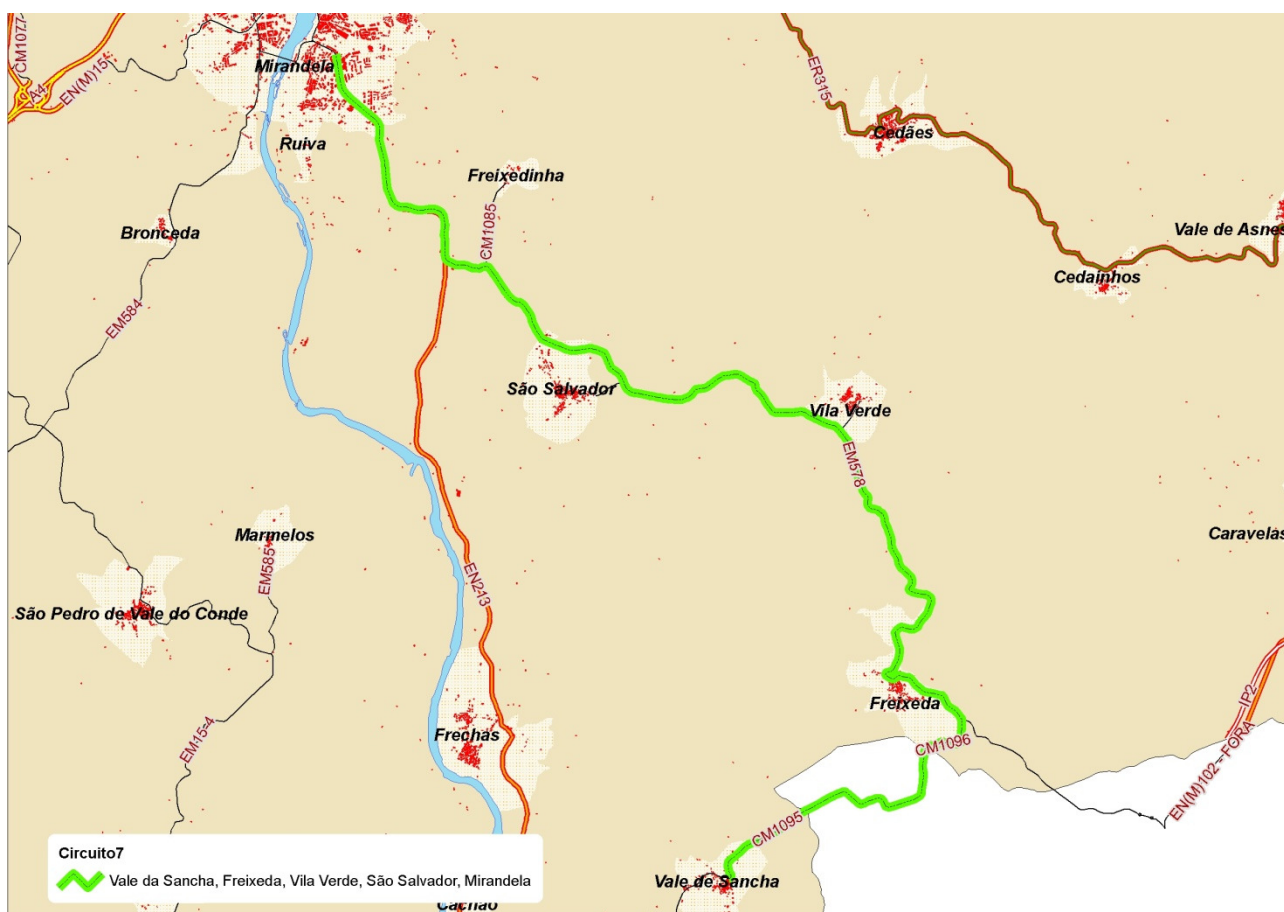 CM1077
A4
EN(M)15
Mirandela
Ruiva
ER315
Cedães
Freixedinha
CM1085
Bronceda
Vale de Asnes
Cedainhos
EM584
São Salvador
Vila Verde
EM578
Marmelos
EM585
EN213
Caravelas
São Pedro de Vale do Conde
Freixeda
IP2
EM15-4
Frechas
CM1096
EN(M)102 - FORA
CM1095
Vale de Sancha
Circuito7
Vale da Sancha, Freixeda, Vila Verde, São Salvador, Mirandela
Cachão